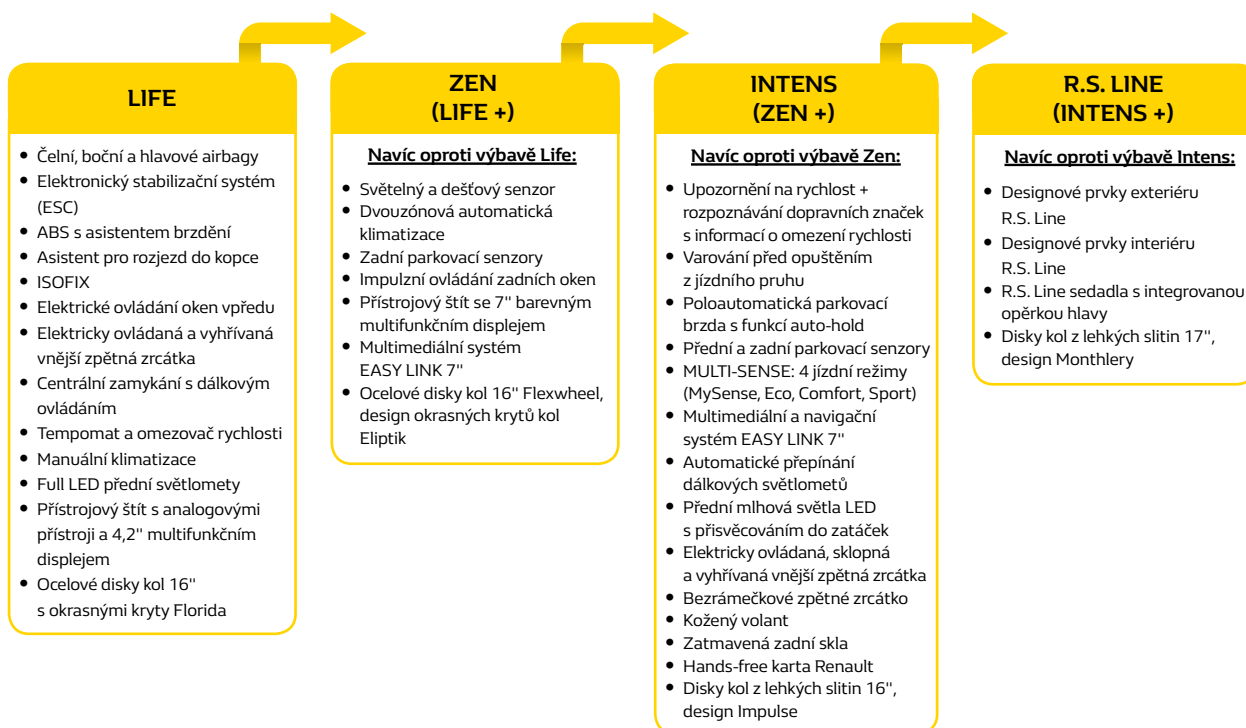 LIFE
• Čelní, boční a hlavové airbagy
• Elektronický stabilizační systém
(ESC)
• ABS s asistentem brzdění
• Asistent pro rozjezd do kopce
• ISOFIX
• Elektrické ovládání oken vpředu
• Elektricky ovládaná a vyhřívaná
vnější zpětná zrcátka
• Centrální zamykání s dálkovým
ovládáním
• Tempomat a omezovač rychlosti
• Manuální klimatizace
• Full LED přední světlomety
• Přístrojový štít s analogovými
přístroji a 4,2" multifunkčním
displejem
• Ocelové disky kol 16"
s okrasnými kryty Florida
ZEN
(LIFE +)
Navíc oproti výbavě Life:
• Světelný a dešťový senzor
• Dvouzónová automatická
klimatizace
• Zadní parkovací senzory
• Impulzní ovládání zadních oken
• Přístrojový štít se 7" barevným
multifunkčním displejem
• Multimediální systém
EASY LINK 7"
• Ocelové disky kol 16" Flexwheel,
design okrasných krytů kol
Eliptik
INTENS
(ZEN +)
Navíc oproti výbavě Zen:
• Upozornění na rychlost +
rozpoznávání dopravních značek
s informací o omezení rychlosti
• Varování před opuštěním
z jízdního pruhu
• Poloautomatická parkovací
brzda s funkcí auto-hold
• Přední a zadní parkovací senzory
• MULTI-SENSE: 4 jízdní režimy
(MySense, Eco, Comfort, Sport)
• Multimediální a navigační
systém EASY LINK 7"
• Automatické přepínání
dálkových světlometů
• Přední mlhová světla LED
s přisvěcováním do zatáček
• Elektricky ovládaná, sklopná
a vyhřívaná vnější zpětná zrcátka
• Bezrámečkové zpětné zrcátko
• Kožený volant
• Zatmavená zadní skla
• Hands-free karta Renault
• Disky kol z lehkých slitin 16",
design Impulse
R.S. LINE
(INTENS +)
Navíc oproti výbavě Intens:
• Designové prvky exteriéru
R.S. Line
• Designové prvky interiéru
R.S. Line
• R.S. Line sedadla s integrovanou
opěrkou hlavy
• Disky kol z lehkých slitin 17",
design Monthlery